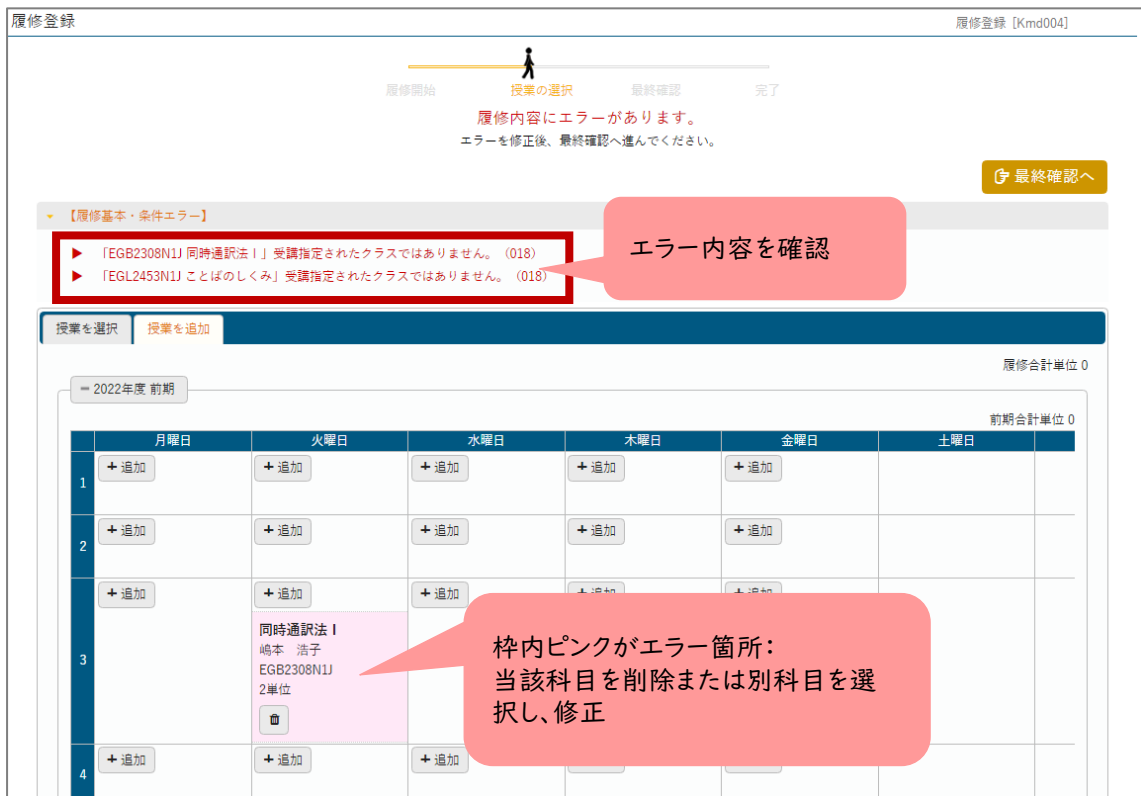 履修登録
履修登録 [Kmd004]
履修開始 授業の選択 最終確認 完了
履修内容にエラーがあります。
エラーを修正後、最終確認へ進んでください。
最終確認へ
【履修基本・条件エラー】
「EGB2308N1J 同時通訳法Ⅰ」受講指定されたクラスではありません。（018）
「EGL2453N1J ことばのしくみ」受講指定されたクラスではありません。（018）
エラー内容を確認
授業を選択 授業を追加
履修合計単位 0
2022年度 前期
前期合計単位 0
月曜日 火曜日 水曜日 木曜日 金曜日 土曜日
1 追加 追加 追加 追加 追加
2 追加 追加 追加 追加 追加
3 追加 追加 追加 追加 追加
同時通訳法Ⅰ
嶋本 浩子
EGB2308N1J
2単位
枠内ピンクがエラー箇所：
当該科目を削除または別科目を選
択し、修正
4 追加 追加 追加